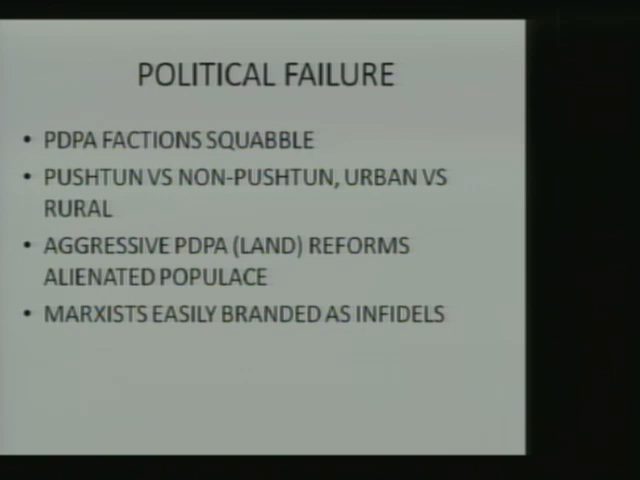 POLITICAL FAILURE
• PDPA FACTIONS SQUABBLE
• PUSHTUN VS NON-PUSHTUN, URBAN VS
RURAL
• AGGRESSIVE PDPA (LAND) REFORMS
ALIENATED POPULACE
• MARXISTS EASILY BRANDED AS INFIDELS